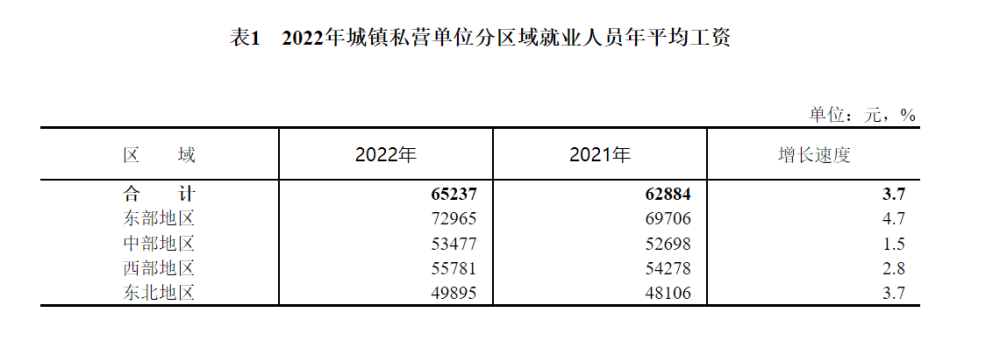 表1　2022年城镇私营单位分区域就业人员年平均工资
单位：元，%
区　　域 2022年 2021年 增长速度
合　　计 65237 62884 3.7
东部地区 72965 69706 4.7
中部地区 53477 52698 1.5
西部地区 55781 54278 2.8
东北地区 49895 48106 3.7